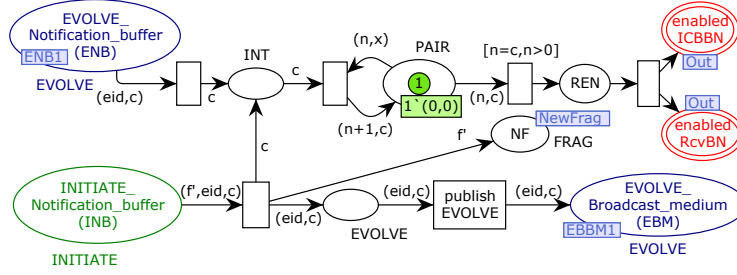 EVOLVE_
Notification_buffer
(ENB)
ENB1
EVOLVE
(eid,c)
c
INT
c
(n,x)
(n+1,c)
PAIR
1
1`(0,0)
(n,c)
[n=c,n>0]
REN
enabled
ICBBN
Out
Out
enabled
RcvBN
c
f'
NF
NewFrag
FRAG
INITIATE_
Notification_buffer
(INB)
INITIATE
(f',eid,c)
(eid,c)
EVOLVE
(eid,c)
publish
EVOLVE
(eid,c)
EVOLVE_
Broadcast_medium
(EBM)
EBBM1
EVOLVE